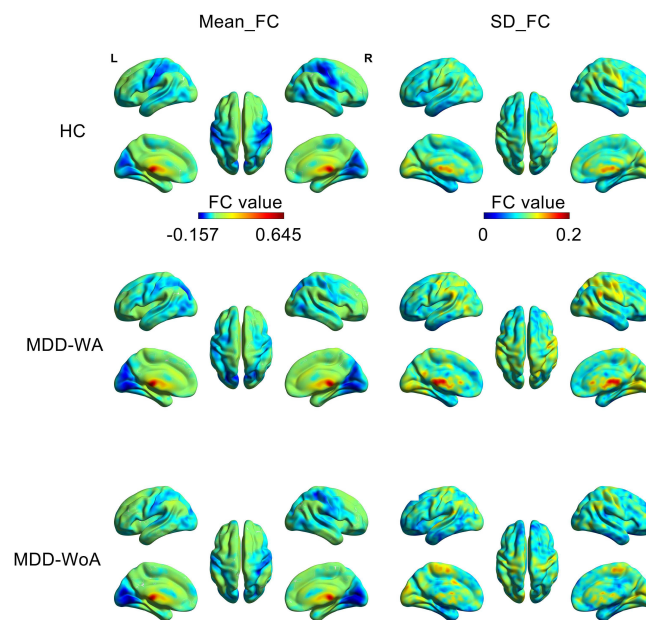 Mean_FC SD_FC
L R
HC
FC value FC value
-0.157 0.645 0 0.2
MDD-WA
MDD-WoA